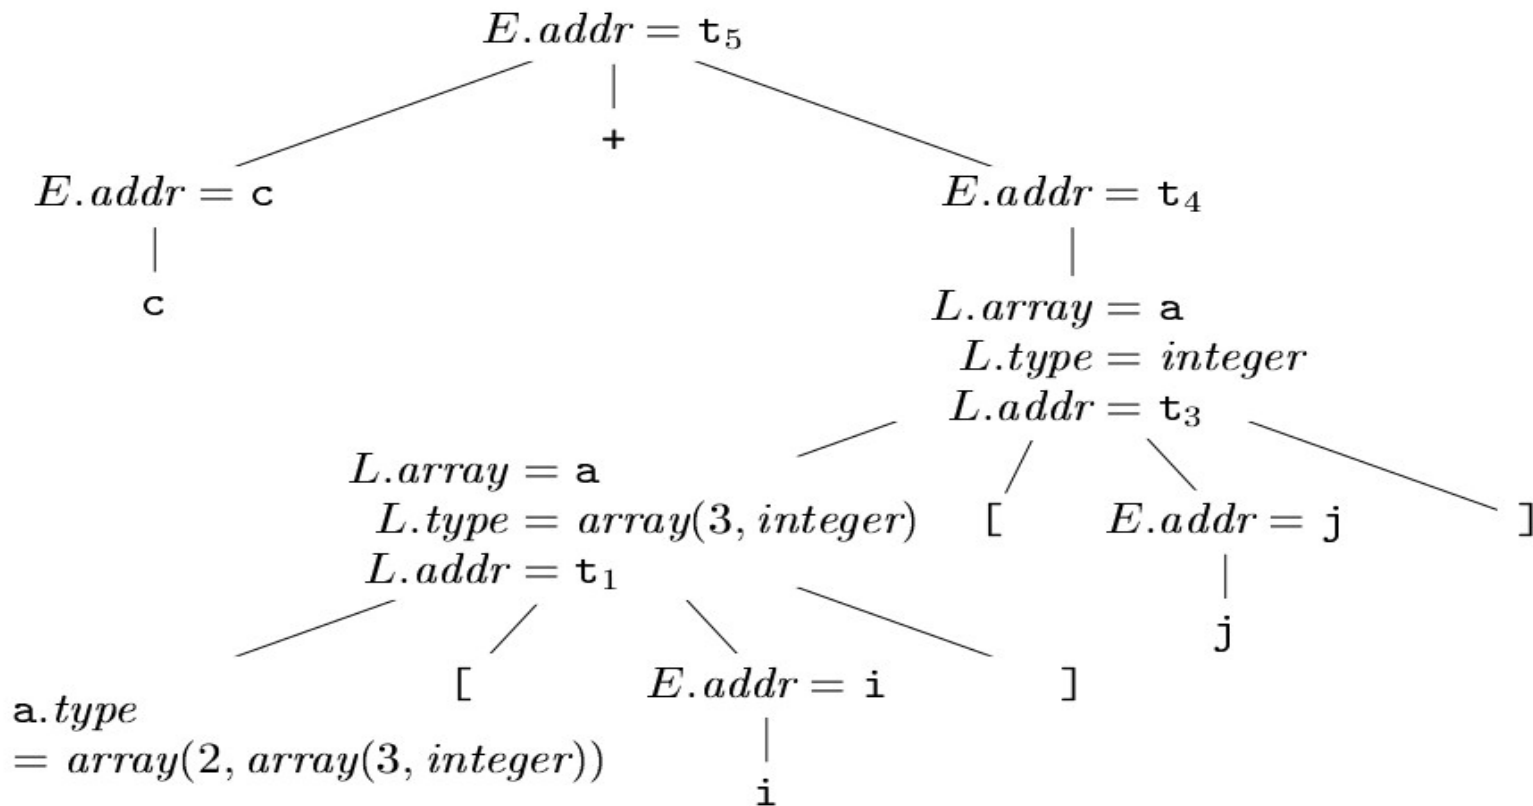 E.addr = t₅
+
E.addr = c
E.addr = t₄
c
L.array = a
L.type = integer
L.addr = t₃
L.array = a
L.type = array(3, integer)
L.addr = t₁
[
E.addr = j
]
j
a.type
= array(2, array(3, integer))
[
E.addr = i
]
i